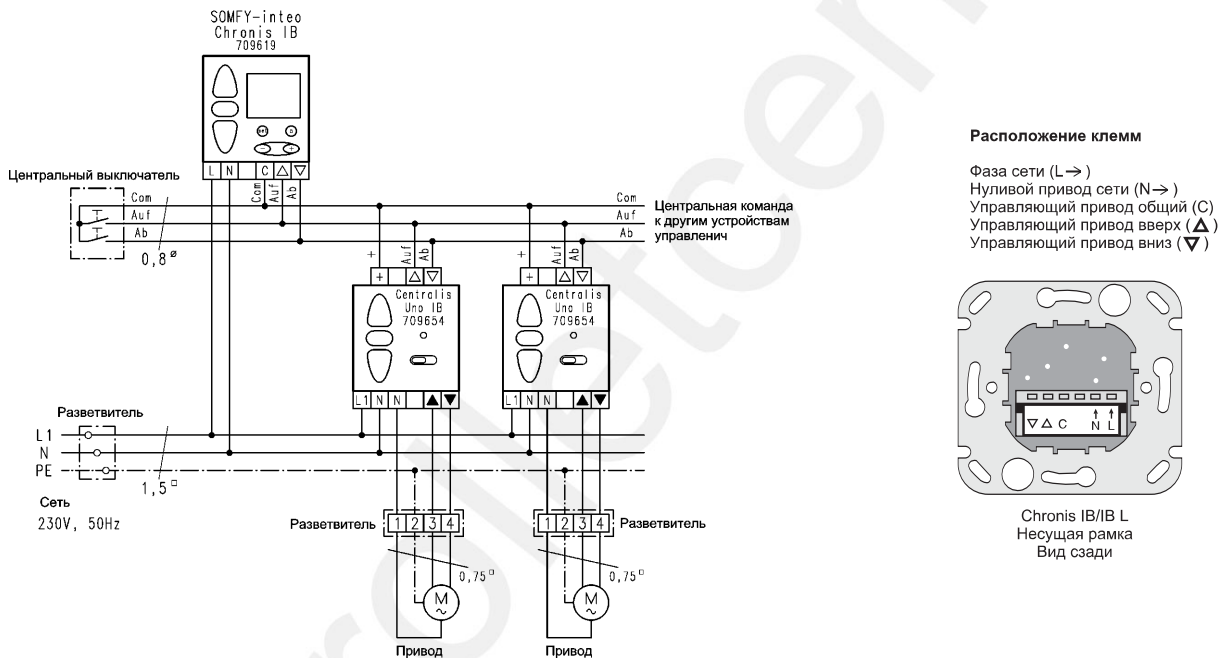 SOMFY-inteo
Chronis IB
709619
L N C △ ▽
Com
Auf
Ab
Центральный выключатель
Com
Auf
Ab
0,8 ø
Com
Auf
Ab
Центральная команда
к другим устройствам
управленич
+ Auf Ab
+ △ ▽
Centralis
Uno IB
709654
L1 N N ▲ ▼
+ Auf Ab
+ △ ▽
Centralis
Uno IB
709654
L1 N N ▲ ▼
Разветвитель
L1
N
PE
1,5 □
Сеть
230V, 50Hz
Разветвитель
1 2 3 4
0,75 □
M
~
Привод
1 2 3 4
Разветвитель
0,75 □
M
~
Привод
Расположение клемм
Фаза сети (L→)
Нуливой привод сети (N→)
Управляющий привод общий (C)
Управляющий привод вверх (△)
Управляющий привод вниз (▽)
▽ △ C N L
Chronis IB/IB L
Несущая рамка
Вид сзади